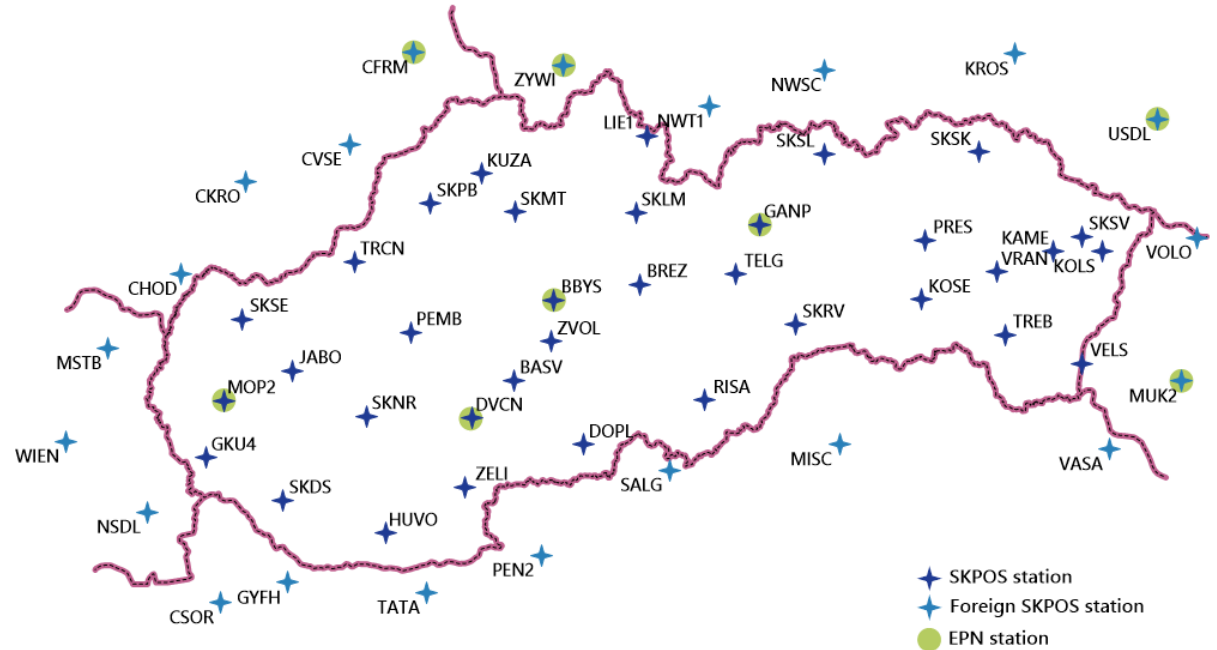 CFRM
ZYWI
NWSC
KROS
LIE1
NWT1
USDL
CVSE
SKSL
SKSK
KUZA
CKRO
SKPB
SKMT
SKLM
GANP
PRES
KAME
SKSV
TRCN
VRAN
KOLS
VOLO
CHOD
BREZ
TELG
BBYS
SKSE
KOSE
PEMB
ZVOL
SKRV
TREB
MSTB
JABO
BASV
VELS
MOP2
RISA
MUK2
SKNR
DVCN
GKU4
DOPL
WIEN
MISC
VASA
ZELI
SALG
SKDS
NSDL
HUVO
PEN2
GYFH
TATA
CSOR
SKPOS station
Foreign SKPOS station
EPN station